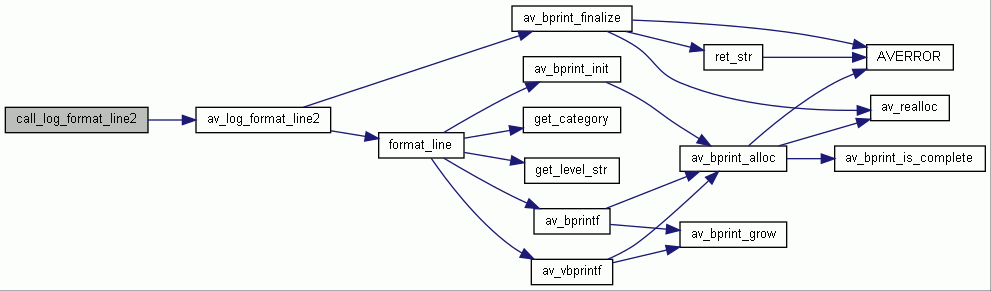 call_log_format_line2
av_log_format_line2
av_bprint_finalize
format_line
av_bprint_init
get_category
get_level_str
av_bprintf
av_vbprintf
ret_str
av_bprint_alloc
av_bprint_grow
AVERROR
av_realloc
av_bprint_is_complete